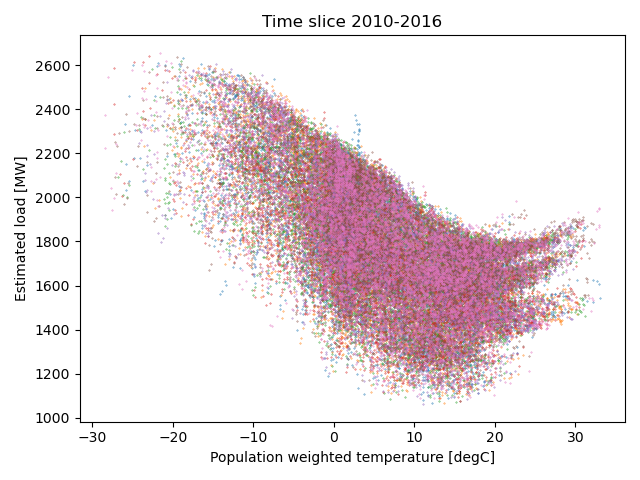 Time slice 2010-2016
2600
2400
2200
2000
1800
1600
1400
1200
1000
Estimated load [MW]
−30 −20 −10 0 10 20 30
Population weighted temperature [degC]